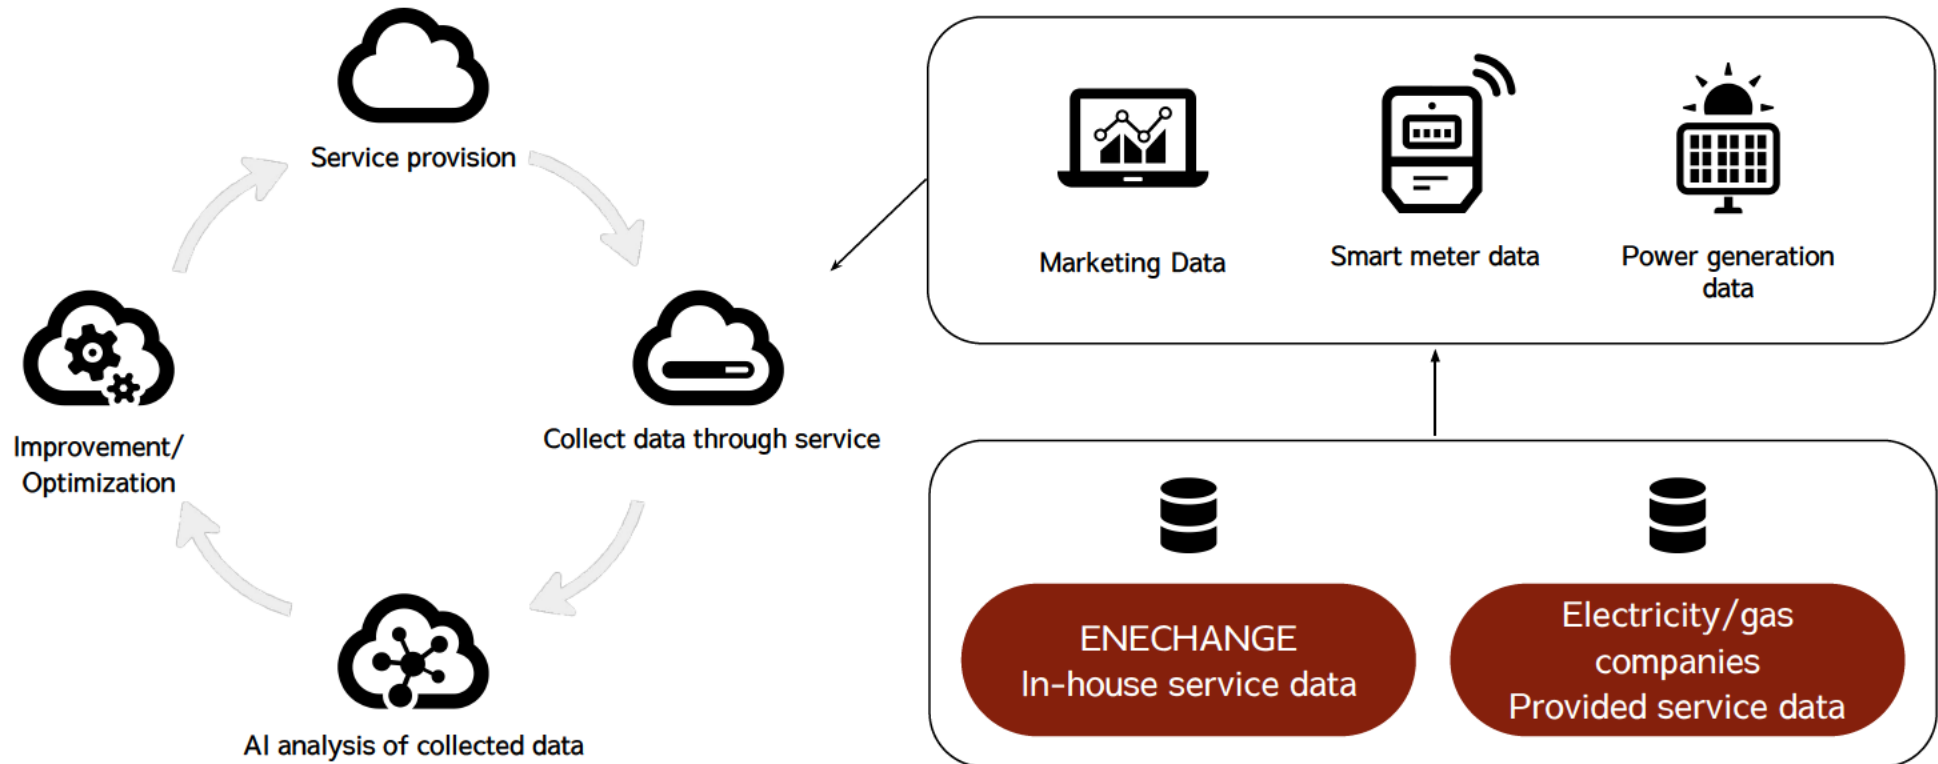 Service provision
Collect data through service
AI analysis of collected data
Improvement/
Optimization
Marketing Data
Smart meter data
Power generation
data
ENECHANGE
In-house service data
Electricity/gas
companies
Provided service data